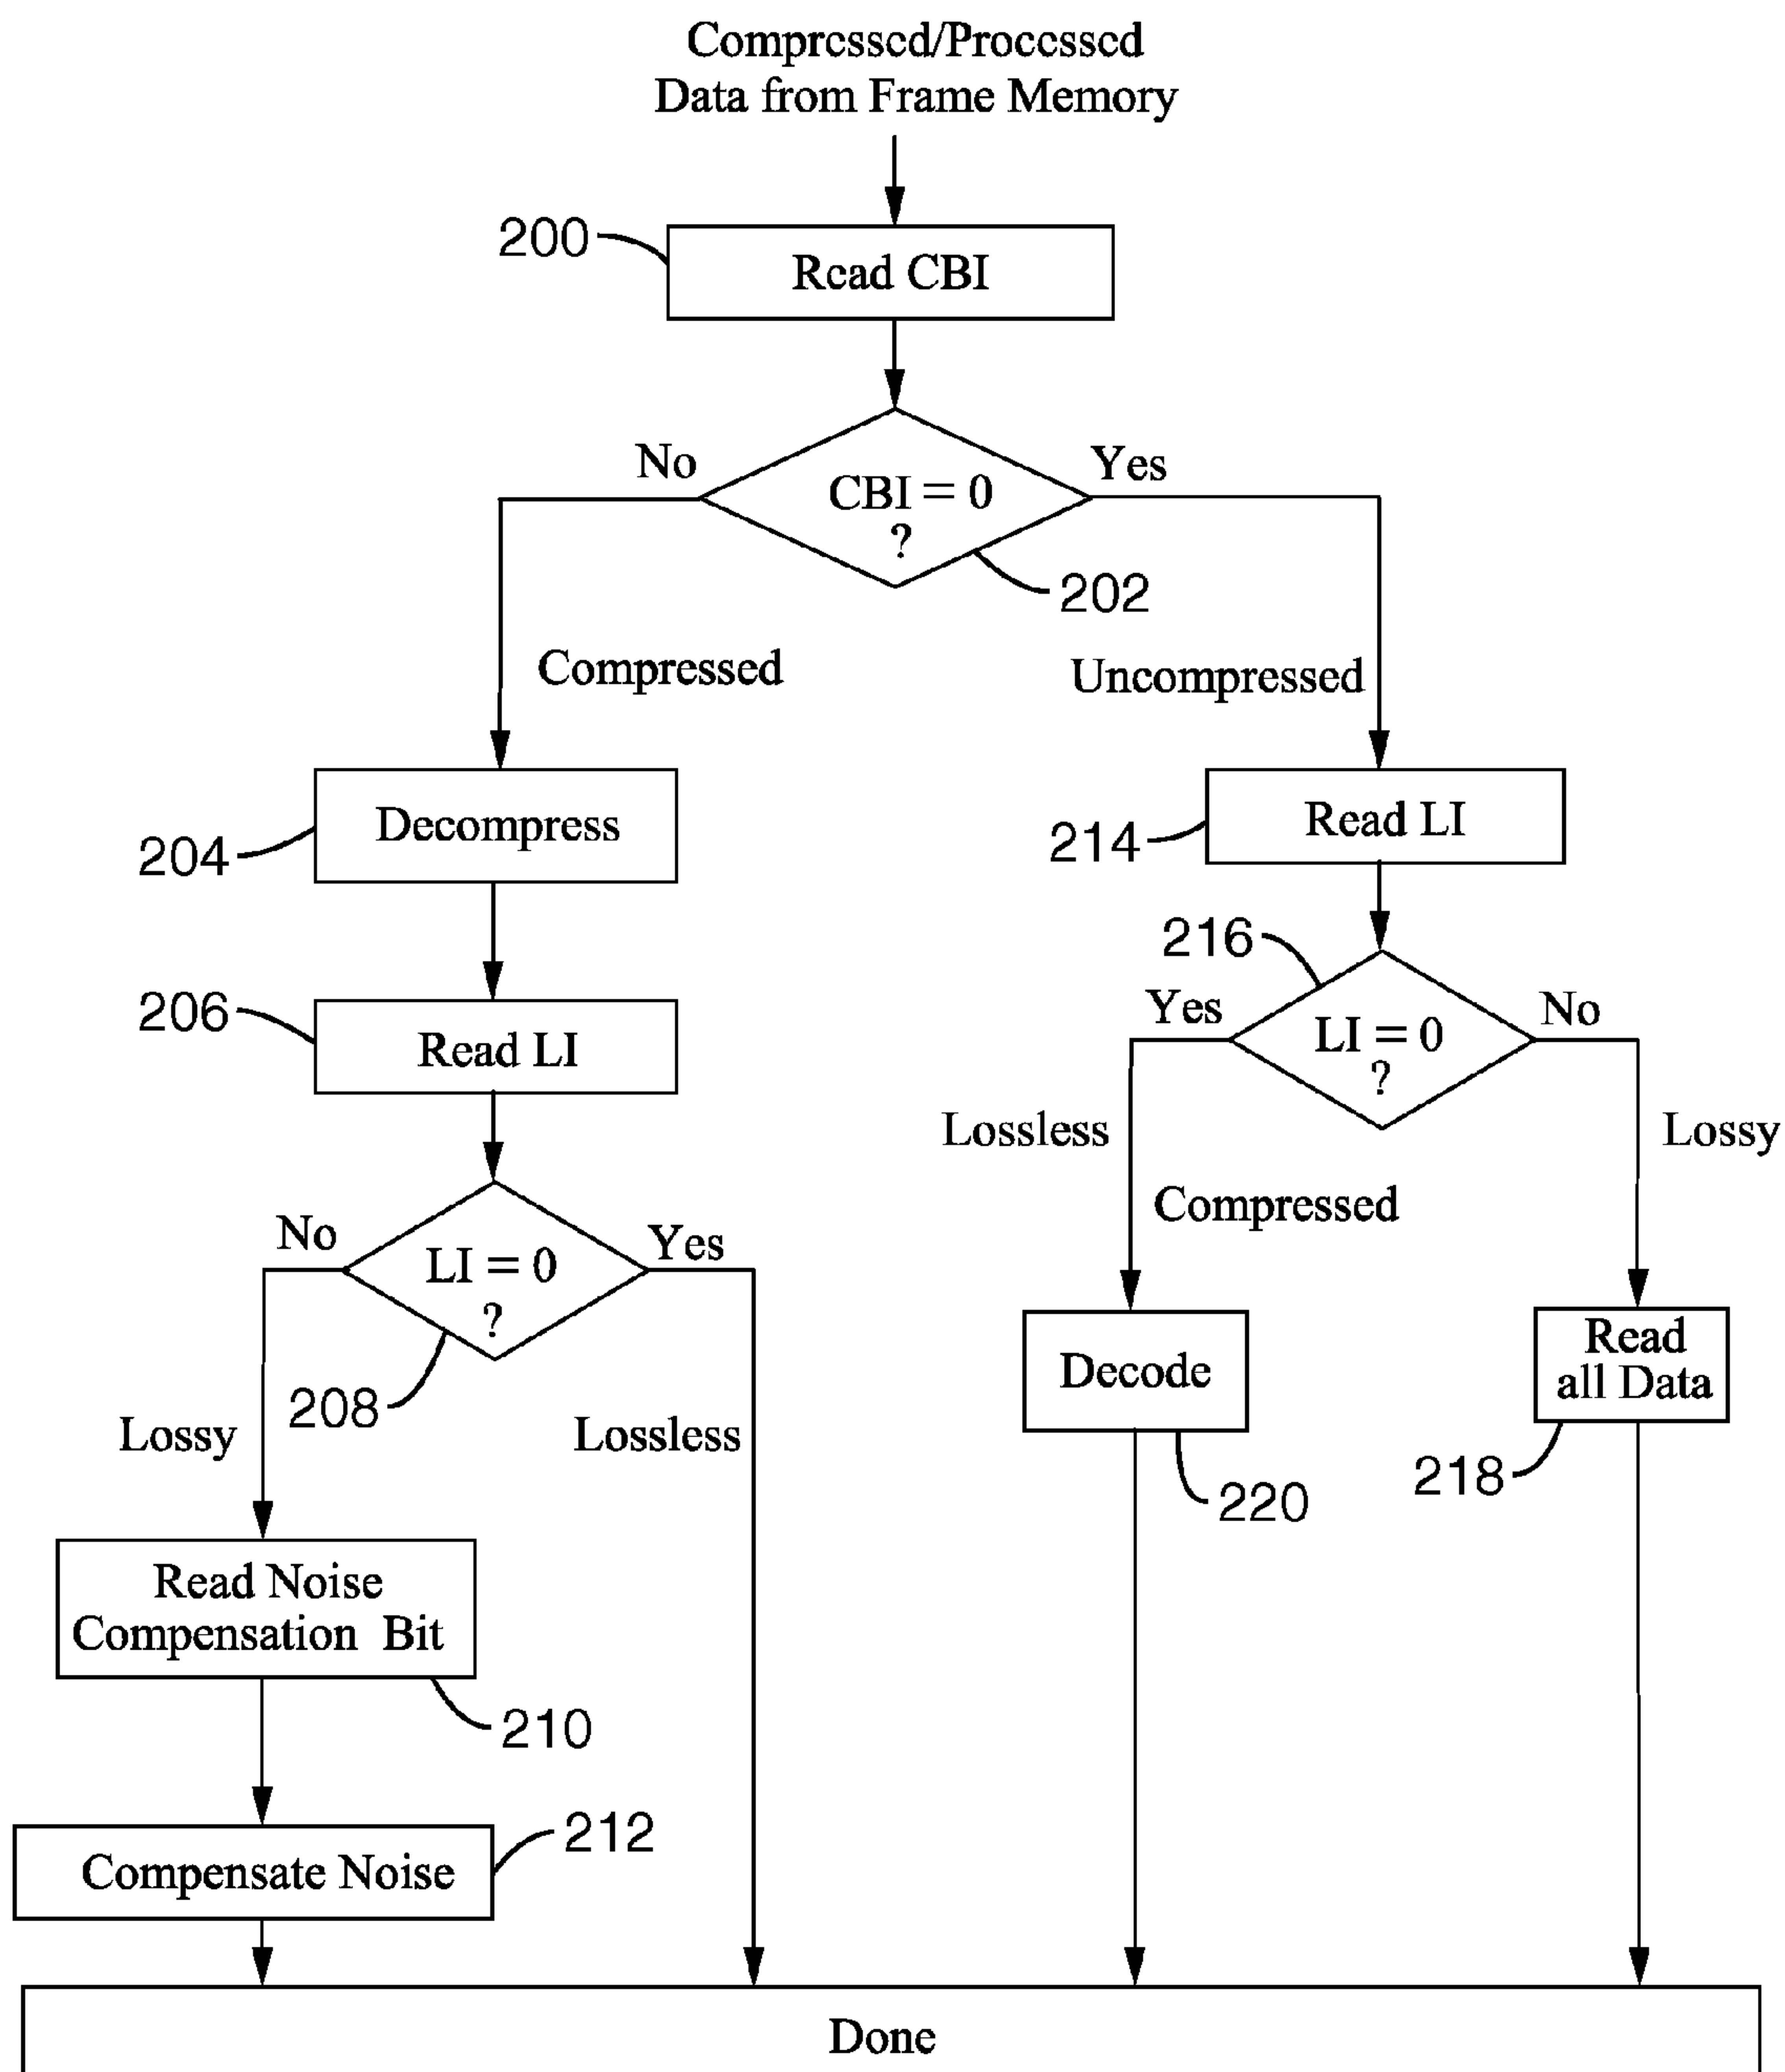 Compressed/Processed
Data from Frame Memory
200
Read CBI
No
Yes
CBI = 0
?
202
Compressed
Uncompressed
Decompress
204
Read LI
214
216
206
Read LI
Yes
No
LI = 0
?
Lossless
Lossy
Compressed
No
Yes
LI = 0
?
208
Lossy
Lossless
Decode
Read
all Data
218
220
Read Noise
Compensation Bit
210
212
Compensate Noise
Done